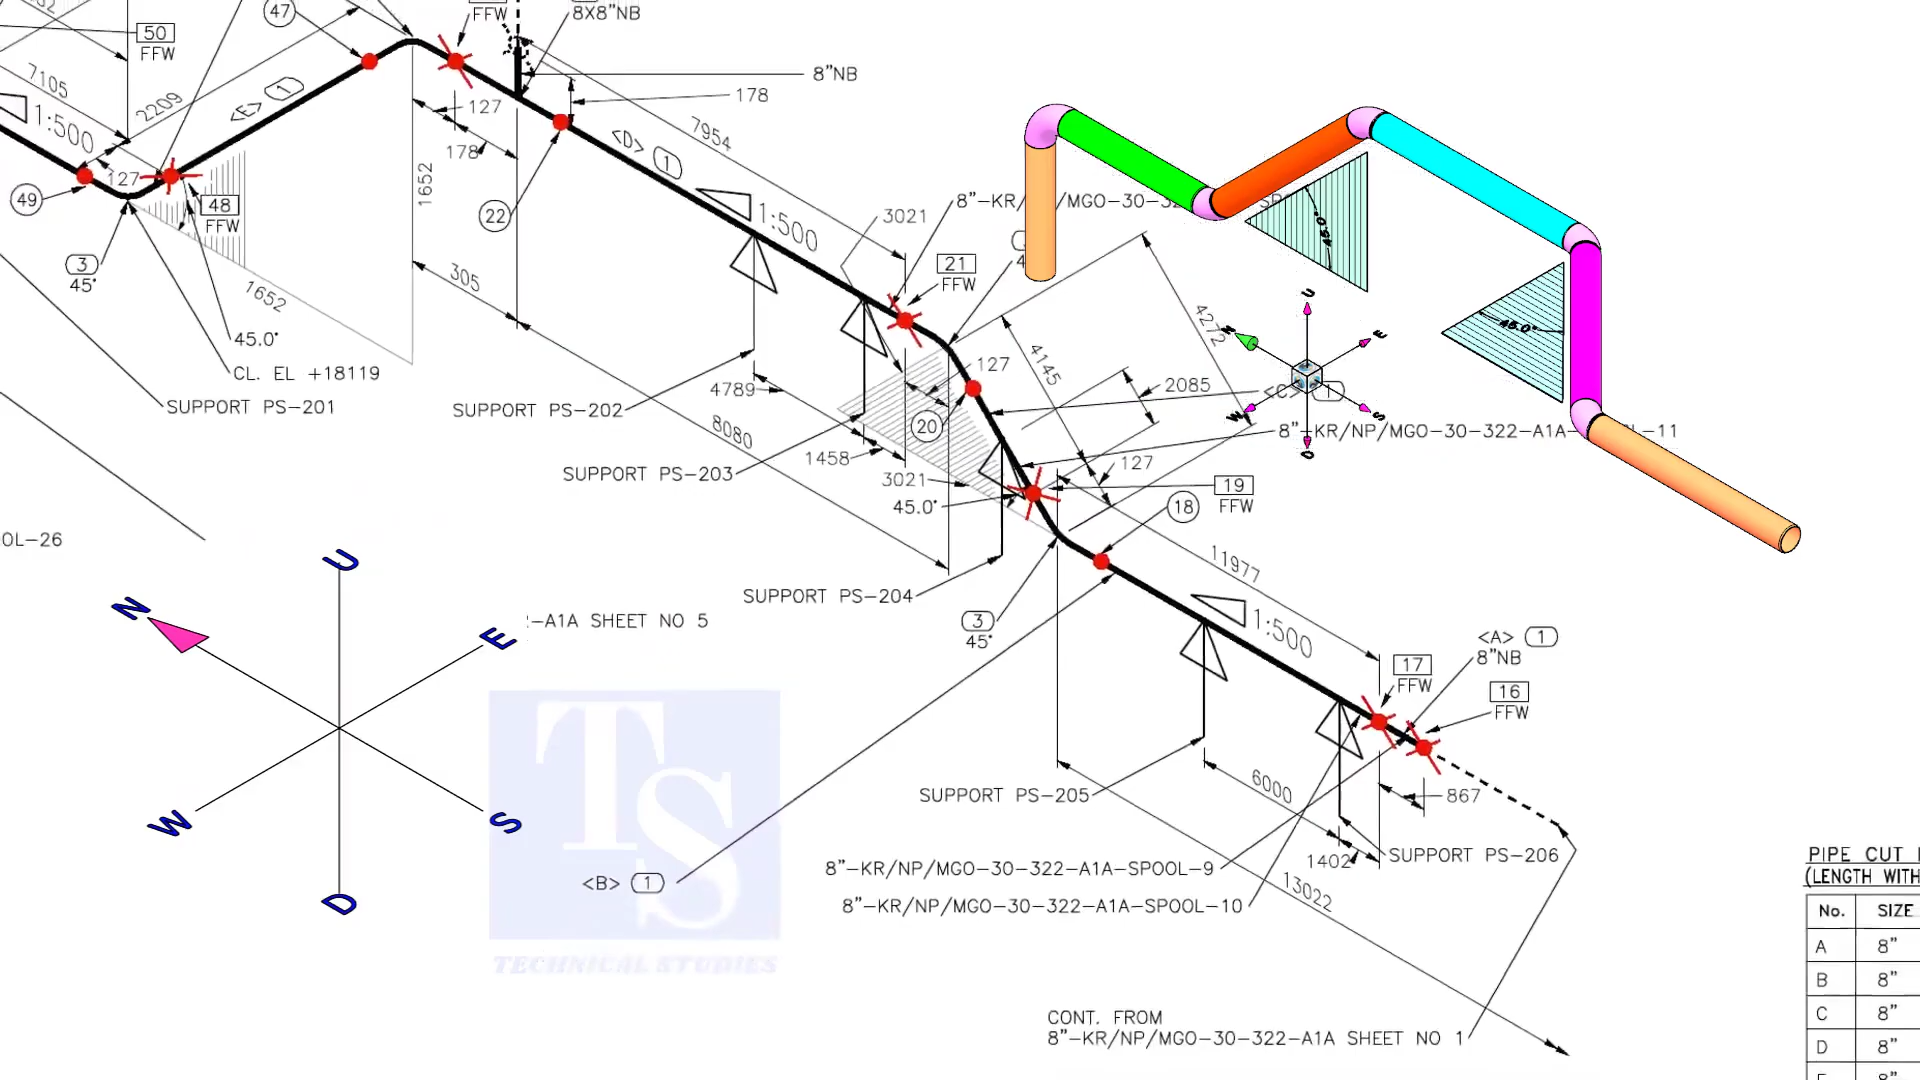 47
FFW
8X8"NB
50
FFW
8"NB
7105
2209
<E> 1
127
178
7954
178
<D> 1
1:500
1652
127
49
48
FFW
22
3021
8"-KR/
/MGO-30-
1:500
3
45°
1652
305
21
FFW
45.0°
45.0°
4272
U
N
E
W
S
D
45.0°
CL. EL +18119
4145
127
2085
<C> 1
SUPPORT PS-201
4789
SUPPORT PS-202
20
8"-KR/NP/MGO-30-322-A1A-
OL-11
8080
1458
127
SUPPORT PS-203
3021
45.0°
19
FFW
18
OL-26
11977
U
SUPPORT PS-204
N
-A1A SHEET NO 5
E
3
45°
1:500
<A> 1
8"NB
17
FFW
16
FFW
TS
W
S
6000
SUPPORT PS-205
867
1402
SUPPORT PS-206
PIPE CUT
(LENGTH WITH
8"-KR/NP/MGO-30-322-A1A-SPOOL-9
<B> 1
13022
D
8"-KR/NP/MGO-30-322-A1A-SPOOL-10
No. SIZE
A 8"
TECHNICAL STUDIES
B 8"
C 8"
CONT. FROM
8"-KR/NP/MGO-30-322-A1A SHEET NO 1
D 8"